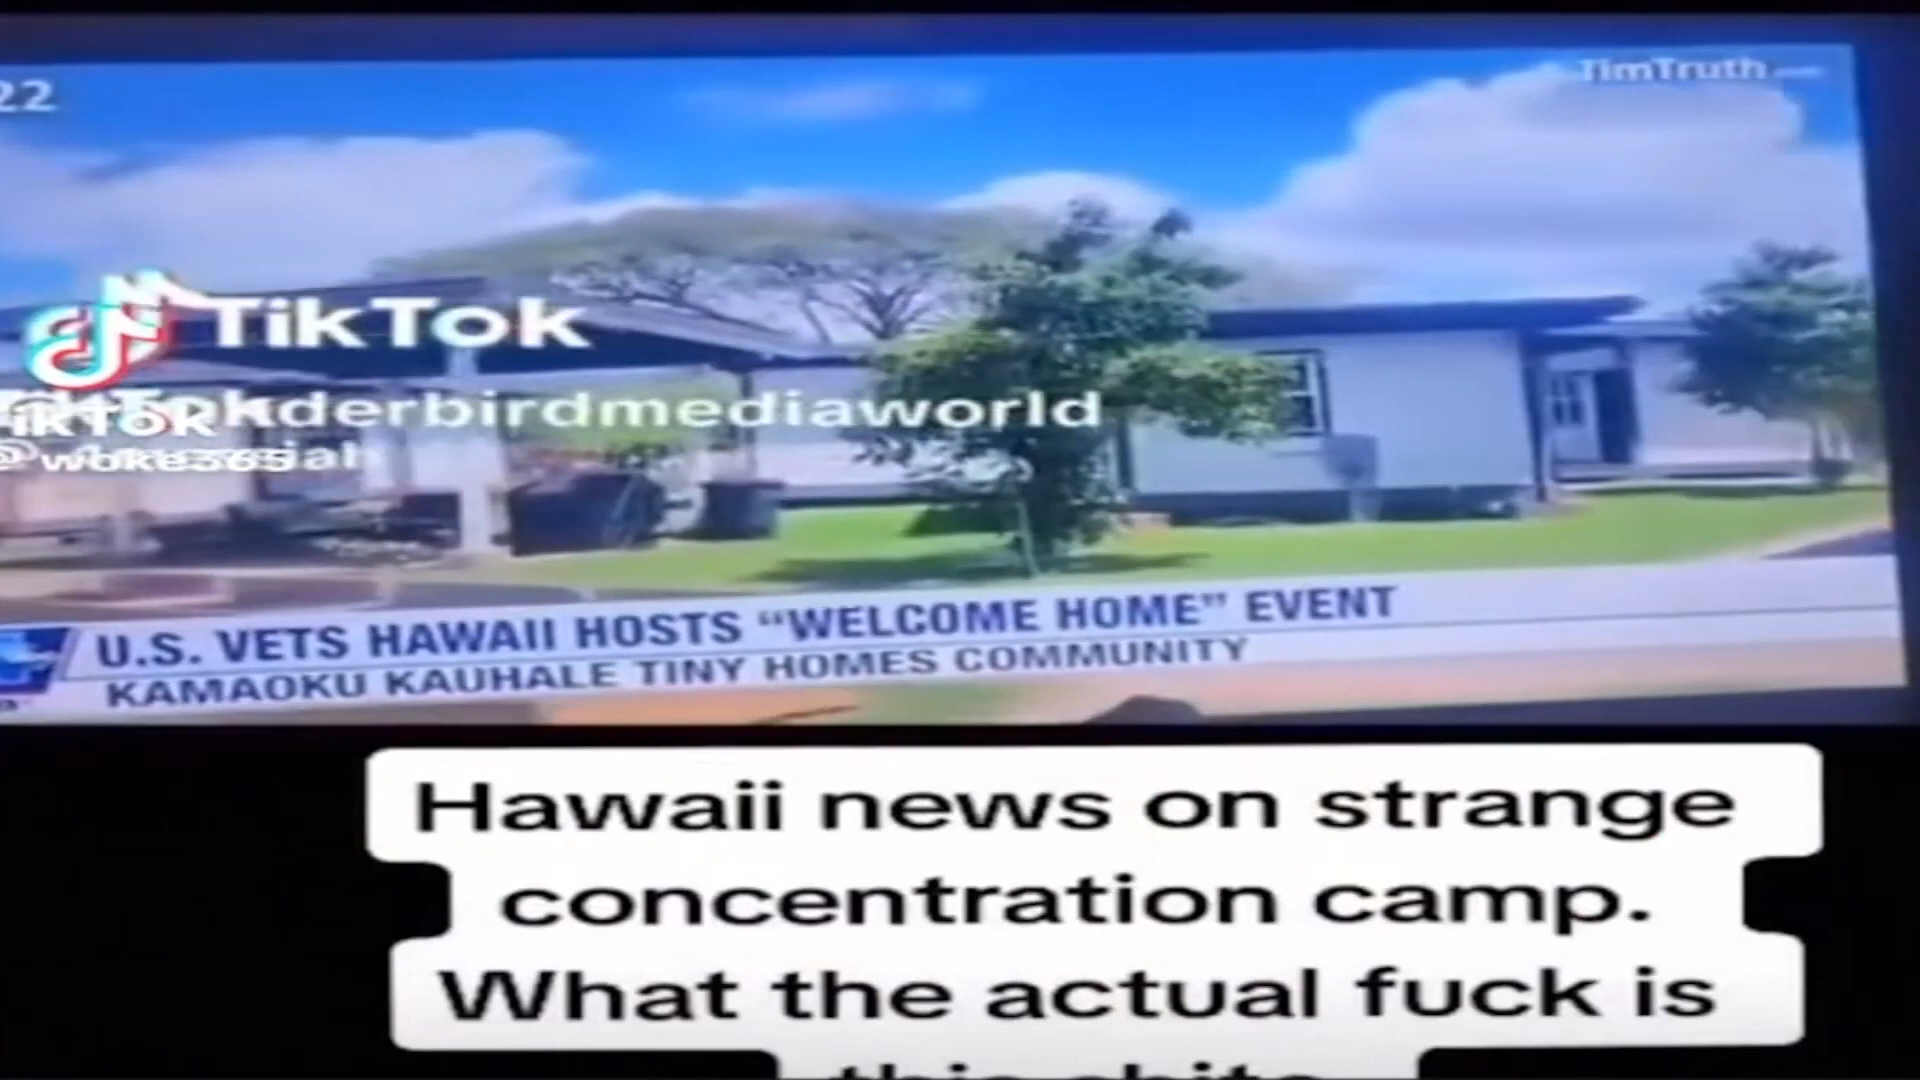 22
TimTruth
TikTok
TikTok
derbirdmediaworld
U.S. VETS HAWAII HOSTS “WELCOME HOME” EVENT
KAMAOKU KAUHALE TINY HOMES COMMUNITY
Hawaii news on strange
concentration camp.
What the actual fuck is